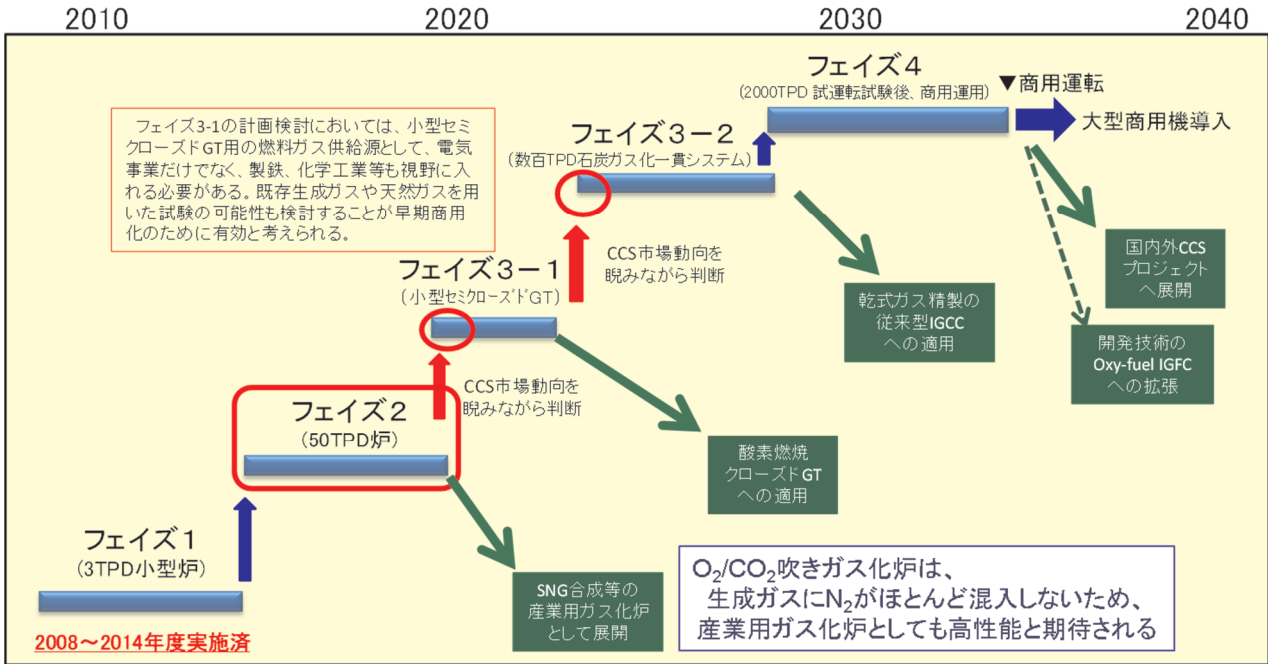 2010
2020
2030
2040
フェイズ4
(2000TPD 試運転試験後、商用運用)
▼商用運転
大型商用機導入
フェイズ3-1の計画検討においては、小型セミ
クローズドGT用の燃料ガス供給源として、電気
事業だけでなく、製鉄、化学工業等も視野に入
れる必要がある。既存生成ガスや天然ガスを用
いた試験の可能性も検討することが早期商用
化のために有効と考えられる。
フェイズ3-2
(数百TPD石炭ガス化一貫システム)
CCS市場動向を
睨みながら判断
国内外CCS
プロジェクト
へ展開
フェイズ3-1
(小型セミクローズドGT)
乾式ガス精製の
従来型IGCC
への適用
開発技術の
Oxy-fuel IGFC
への拡張
CCS市場動向を
睨みながら判断
フェイズ2
(50TPD炉)
酸素燃焼
クローズドGT
への適用
フェイズ1
(3TPD小型炉)
SNG合成等の
産業用ガス化炉
として展開
O₂/CO₂吹きガス化炉は、
生成ガスにN₂がほとんど混入しないため、
産業用ガス化炉としても高性能と期待される
2008～2014年度実施済